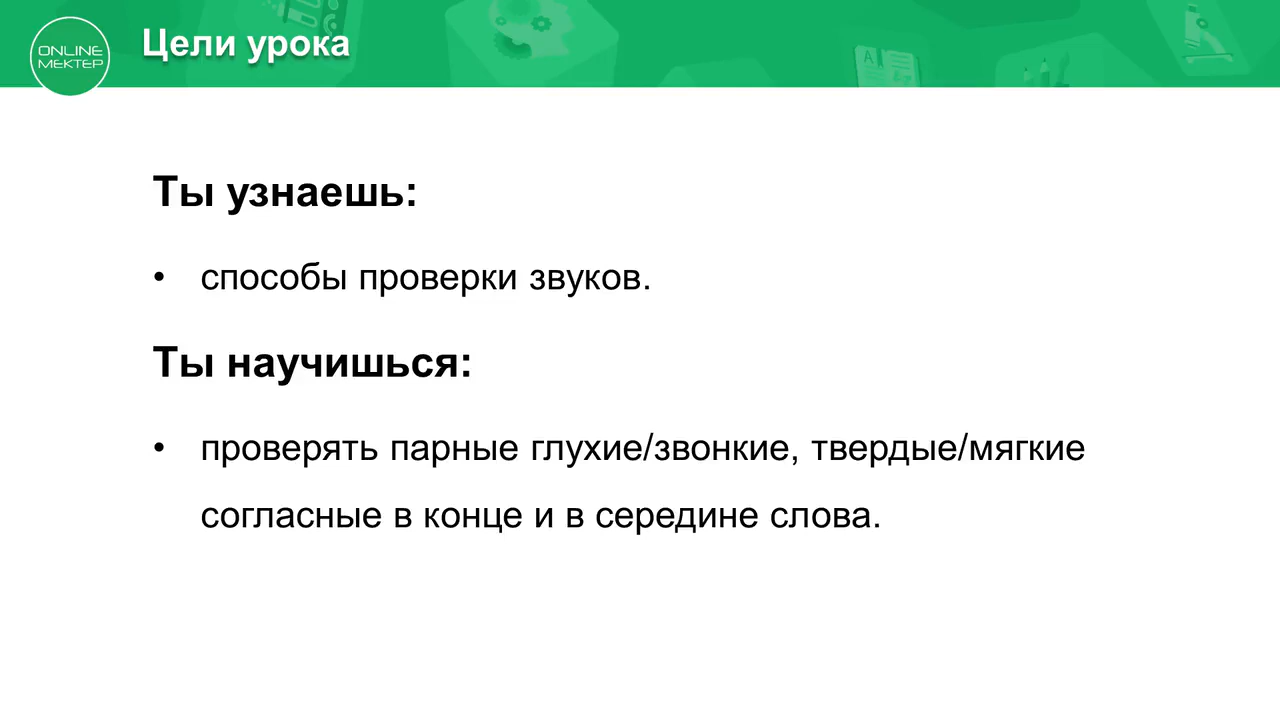 ONLINE
МЕКТЕР
Цели урока
Ты узнаешь:
• способы проверки звуков.
Ты научишься:
• проверять парные глухие/звонкие, твердые/мягкие
согласные в конце и в середине слова.